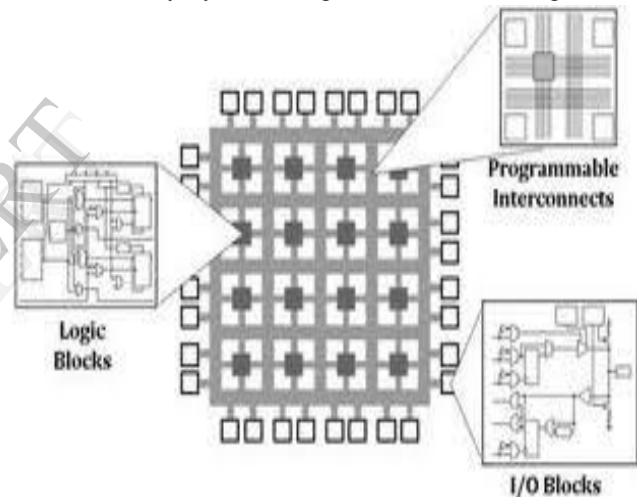 Programmable
Interconnects
Logic
Blocks
I/O Blocks